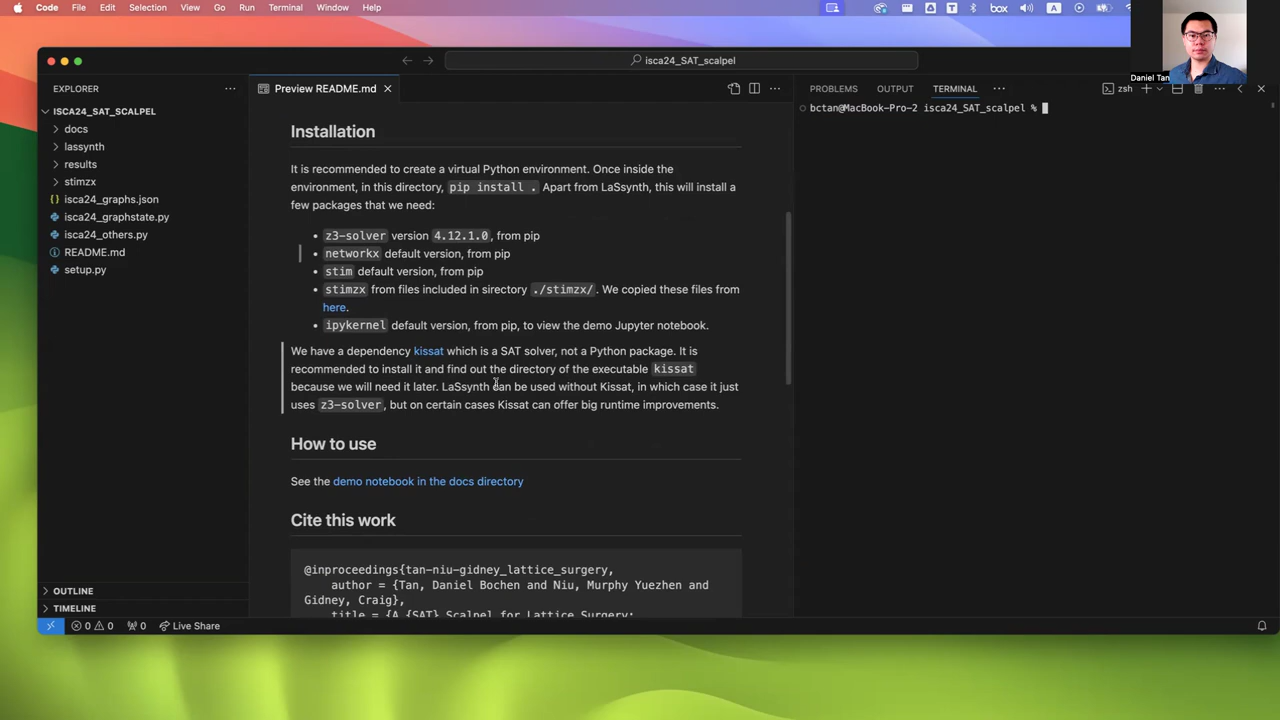 Code File Edit Selection View Go Run Terminal Window Help
box A
Daniel Tan
isca24_SAT_scalpel
EXPLORER
ISCA24_SAT_SCALPEL
docs
lassynth
results
stimzx
isca24_graphs.json
isca24_graphstate.py
isca24_others.py
README.md
setup.py
OUTLINE
TIMELINE
Preview README.md
Installation
It is recommended to create a virtual Python environment. Once inside the
environment, in this directory, pip install . Apart from LaSsynth, this will install a
few packages that we need:
z3-solver version 4.12.1.0, from pip
networkx default version, from pip
stim default version, from pip
stimzx from files included in sirectory ./stimzx/. We copied these files from
here.
ipykernel default version, from pip, to view the demo Jupyter notebook.
We have a dependency kissat which is a SAT solver, not a Python package. It is
recommended to install it and find out the directory of the executable kissat
because we will need it later. LaSsynth can be used without Kissat, in which case it just
uses z3-solver, but on certain cases Kissat can offer big runtime improvements.
How to use
See the demo notebook in the docs directory
Cite this work
@inproceedings{tan-niu-gidney_lattice_surgery,
author = {Tan, Daniel Bochen and Niu, Murphy Yuezhen and
Gidney, Craig},
title = {A {SAT} Scalpel for Lattice Surgery:
PROBLEMS OUTPUT TERMINAL
zsh
bctan@MacBook-Pro-2 isca24_SAT_scalpel %
0 0 0 Live Share